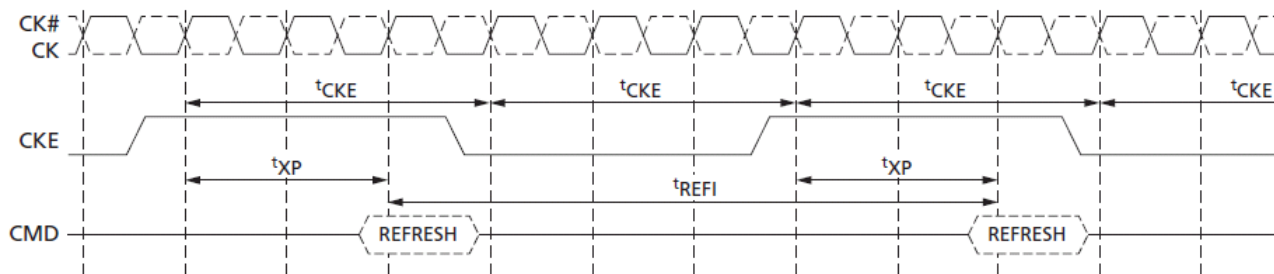 CK#
CK
tCKE tCKE tCKE tCKE
CKE
tXP tXP
tREFI
CMD REFRESH REFRESH